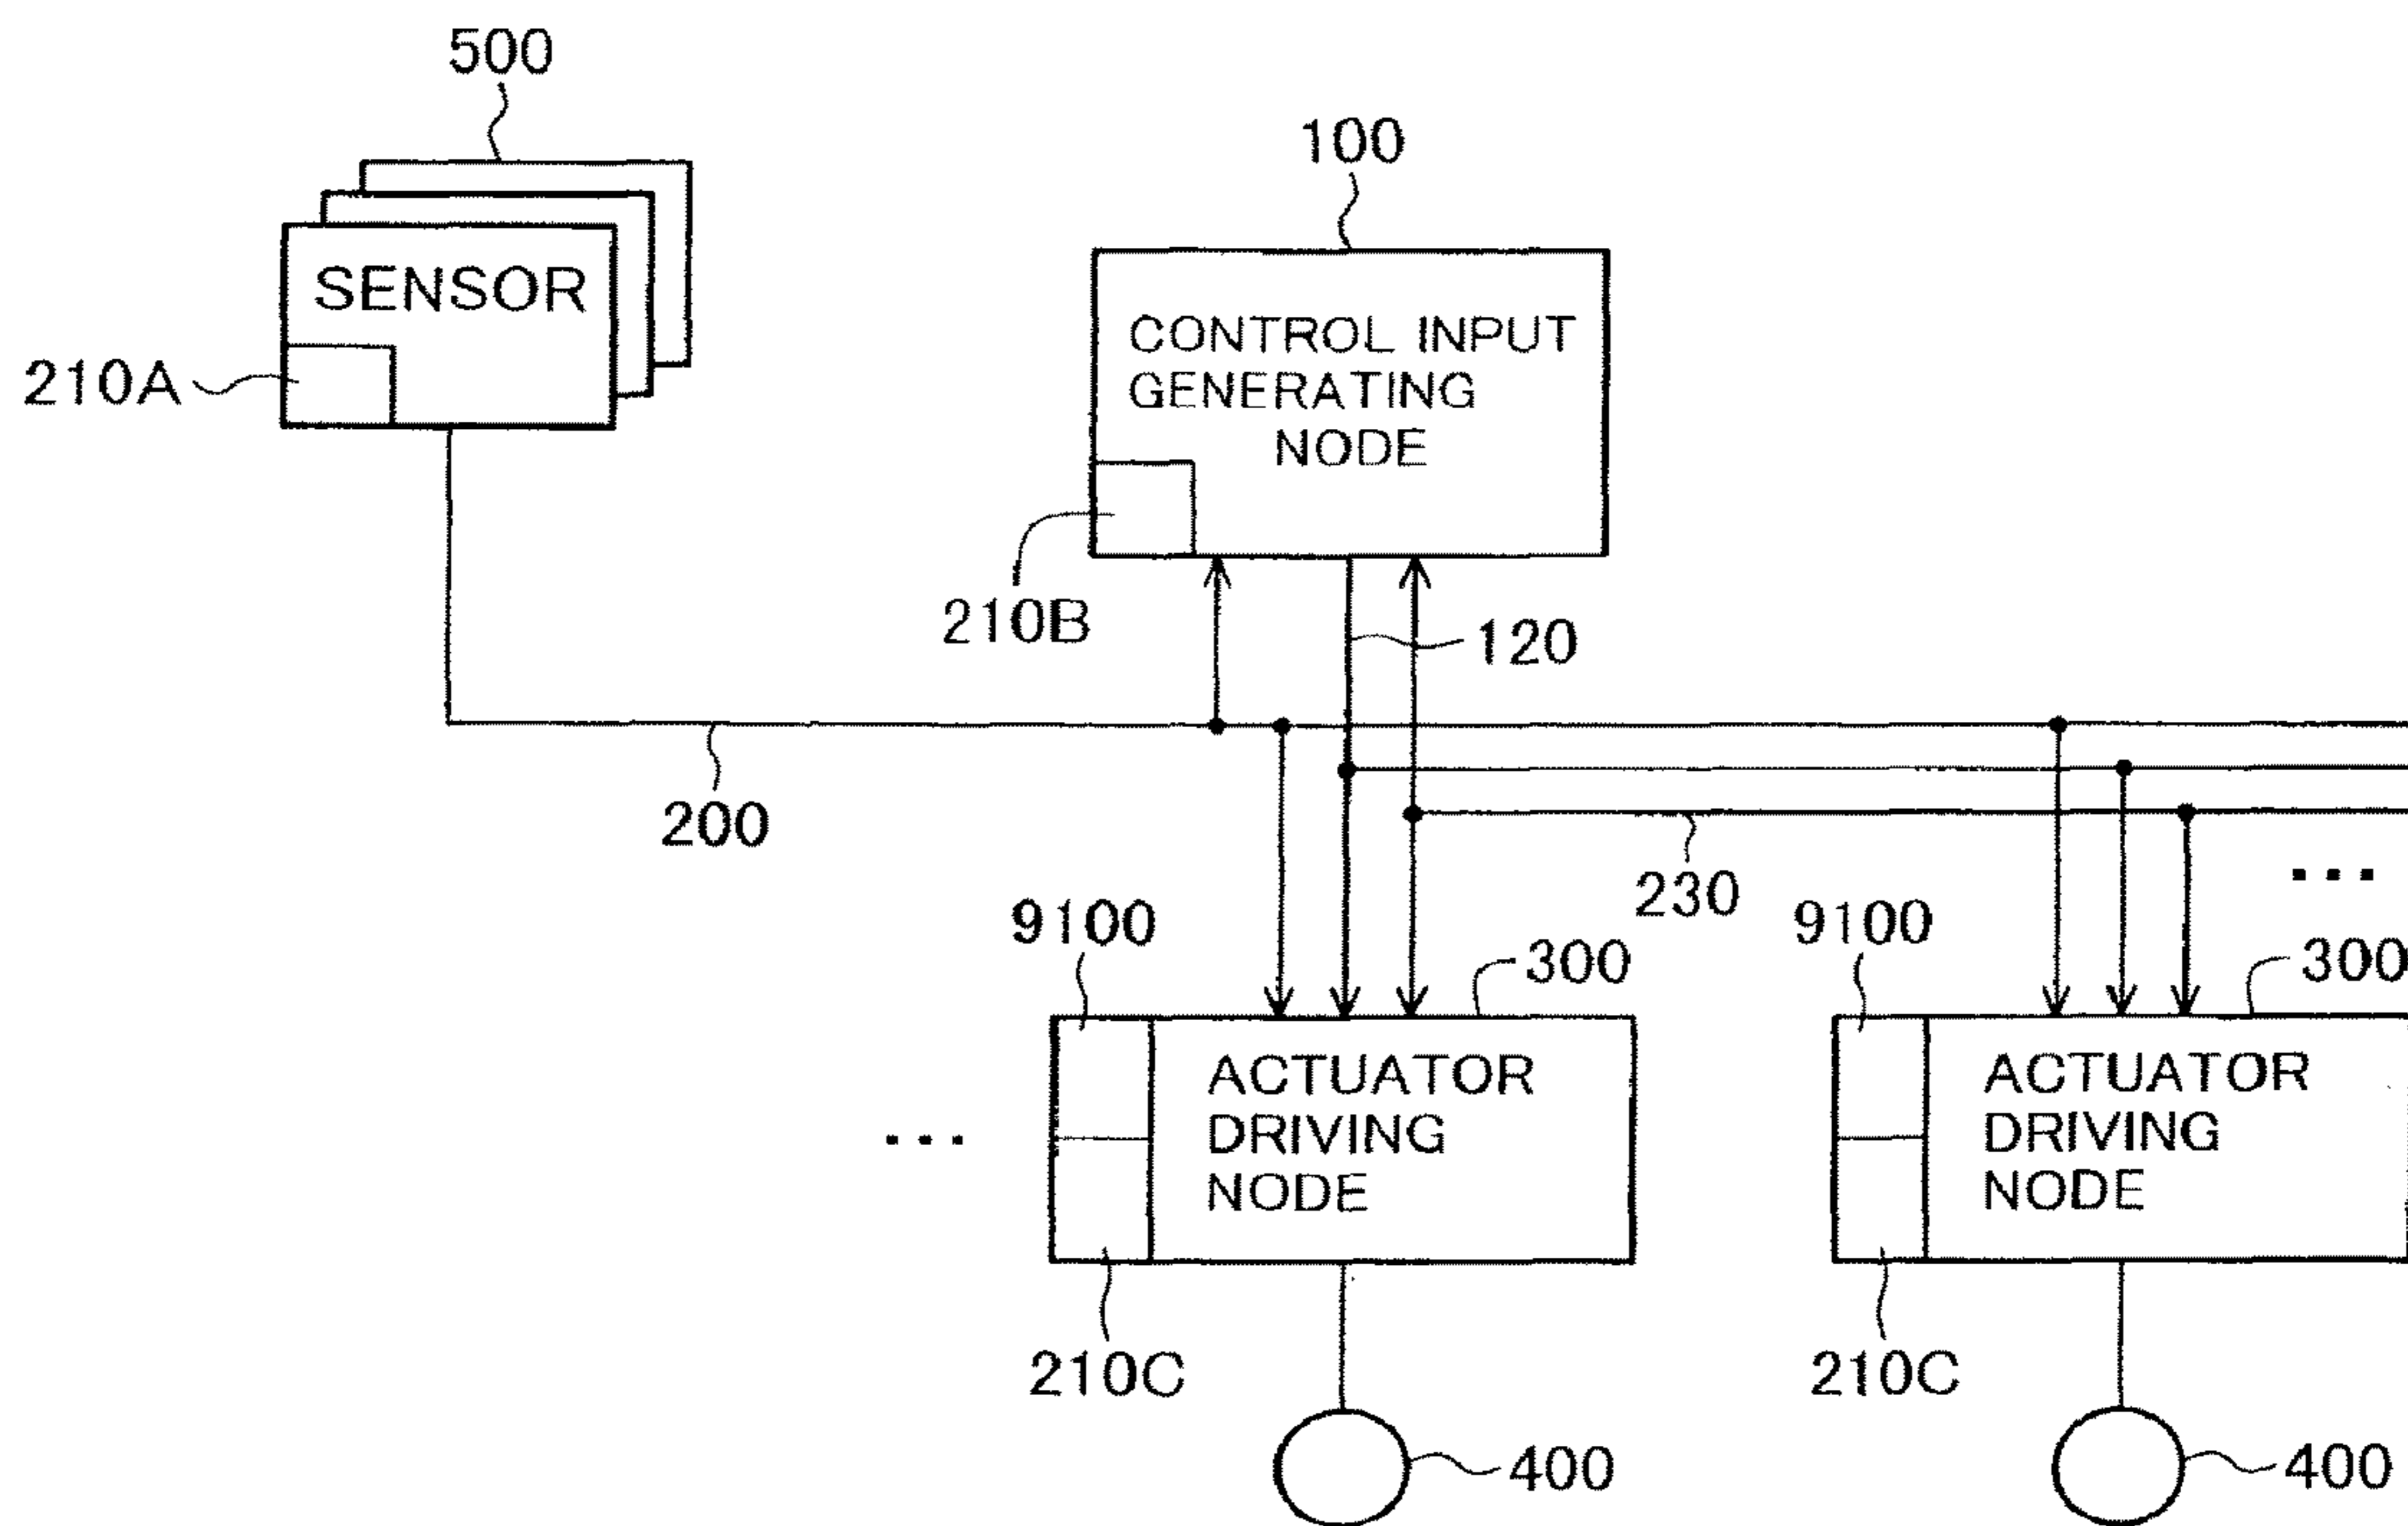 500
100
SENSOR
210A
CONTROL INPUT
GENERATING
NODE
210B
120
200
230
...
9100
300
9100
300
...
ACTUATOR
DRIVING
NODE
ACTUATOR
DRIVING
NODE
210C
210C
400
400